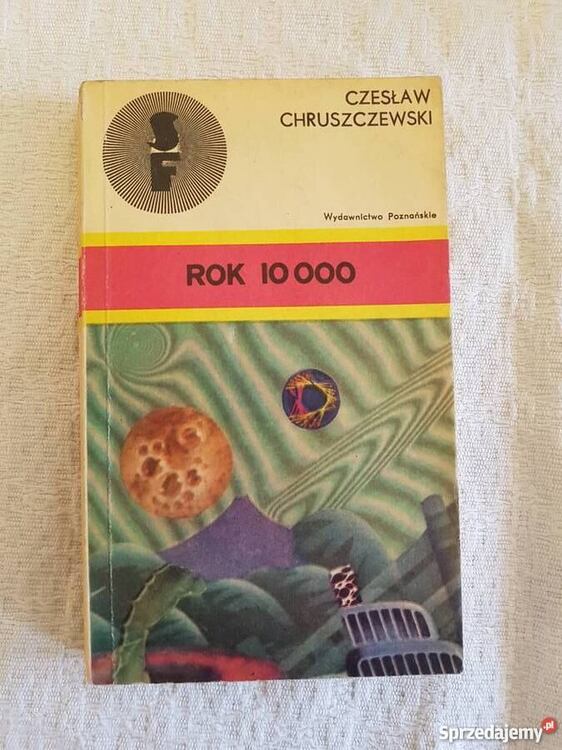 SF
CZESŁAW
CHRUSZCZEWSKI
Wydawnictwo Poznańskie
ROK 10 000
Sprzedajemy.pl